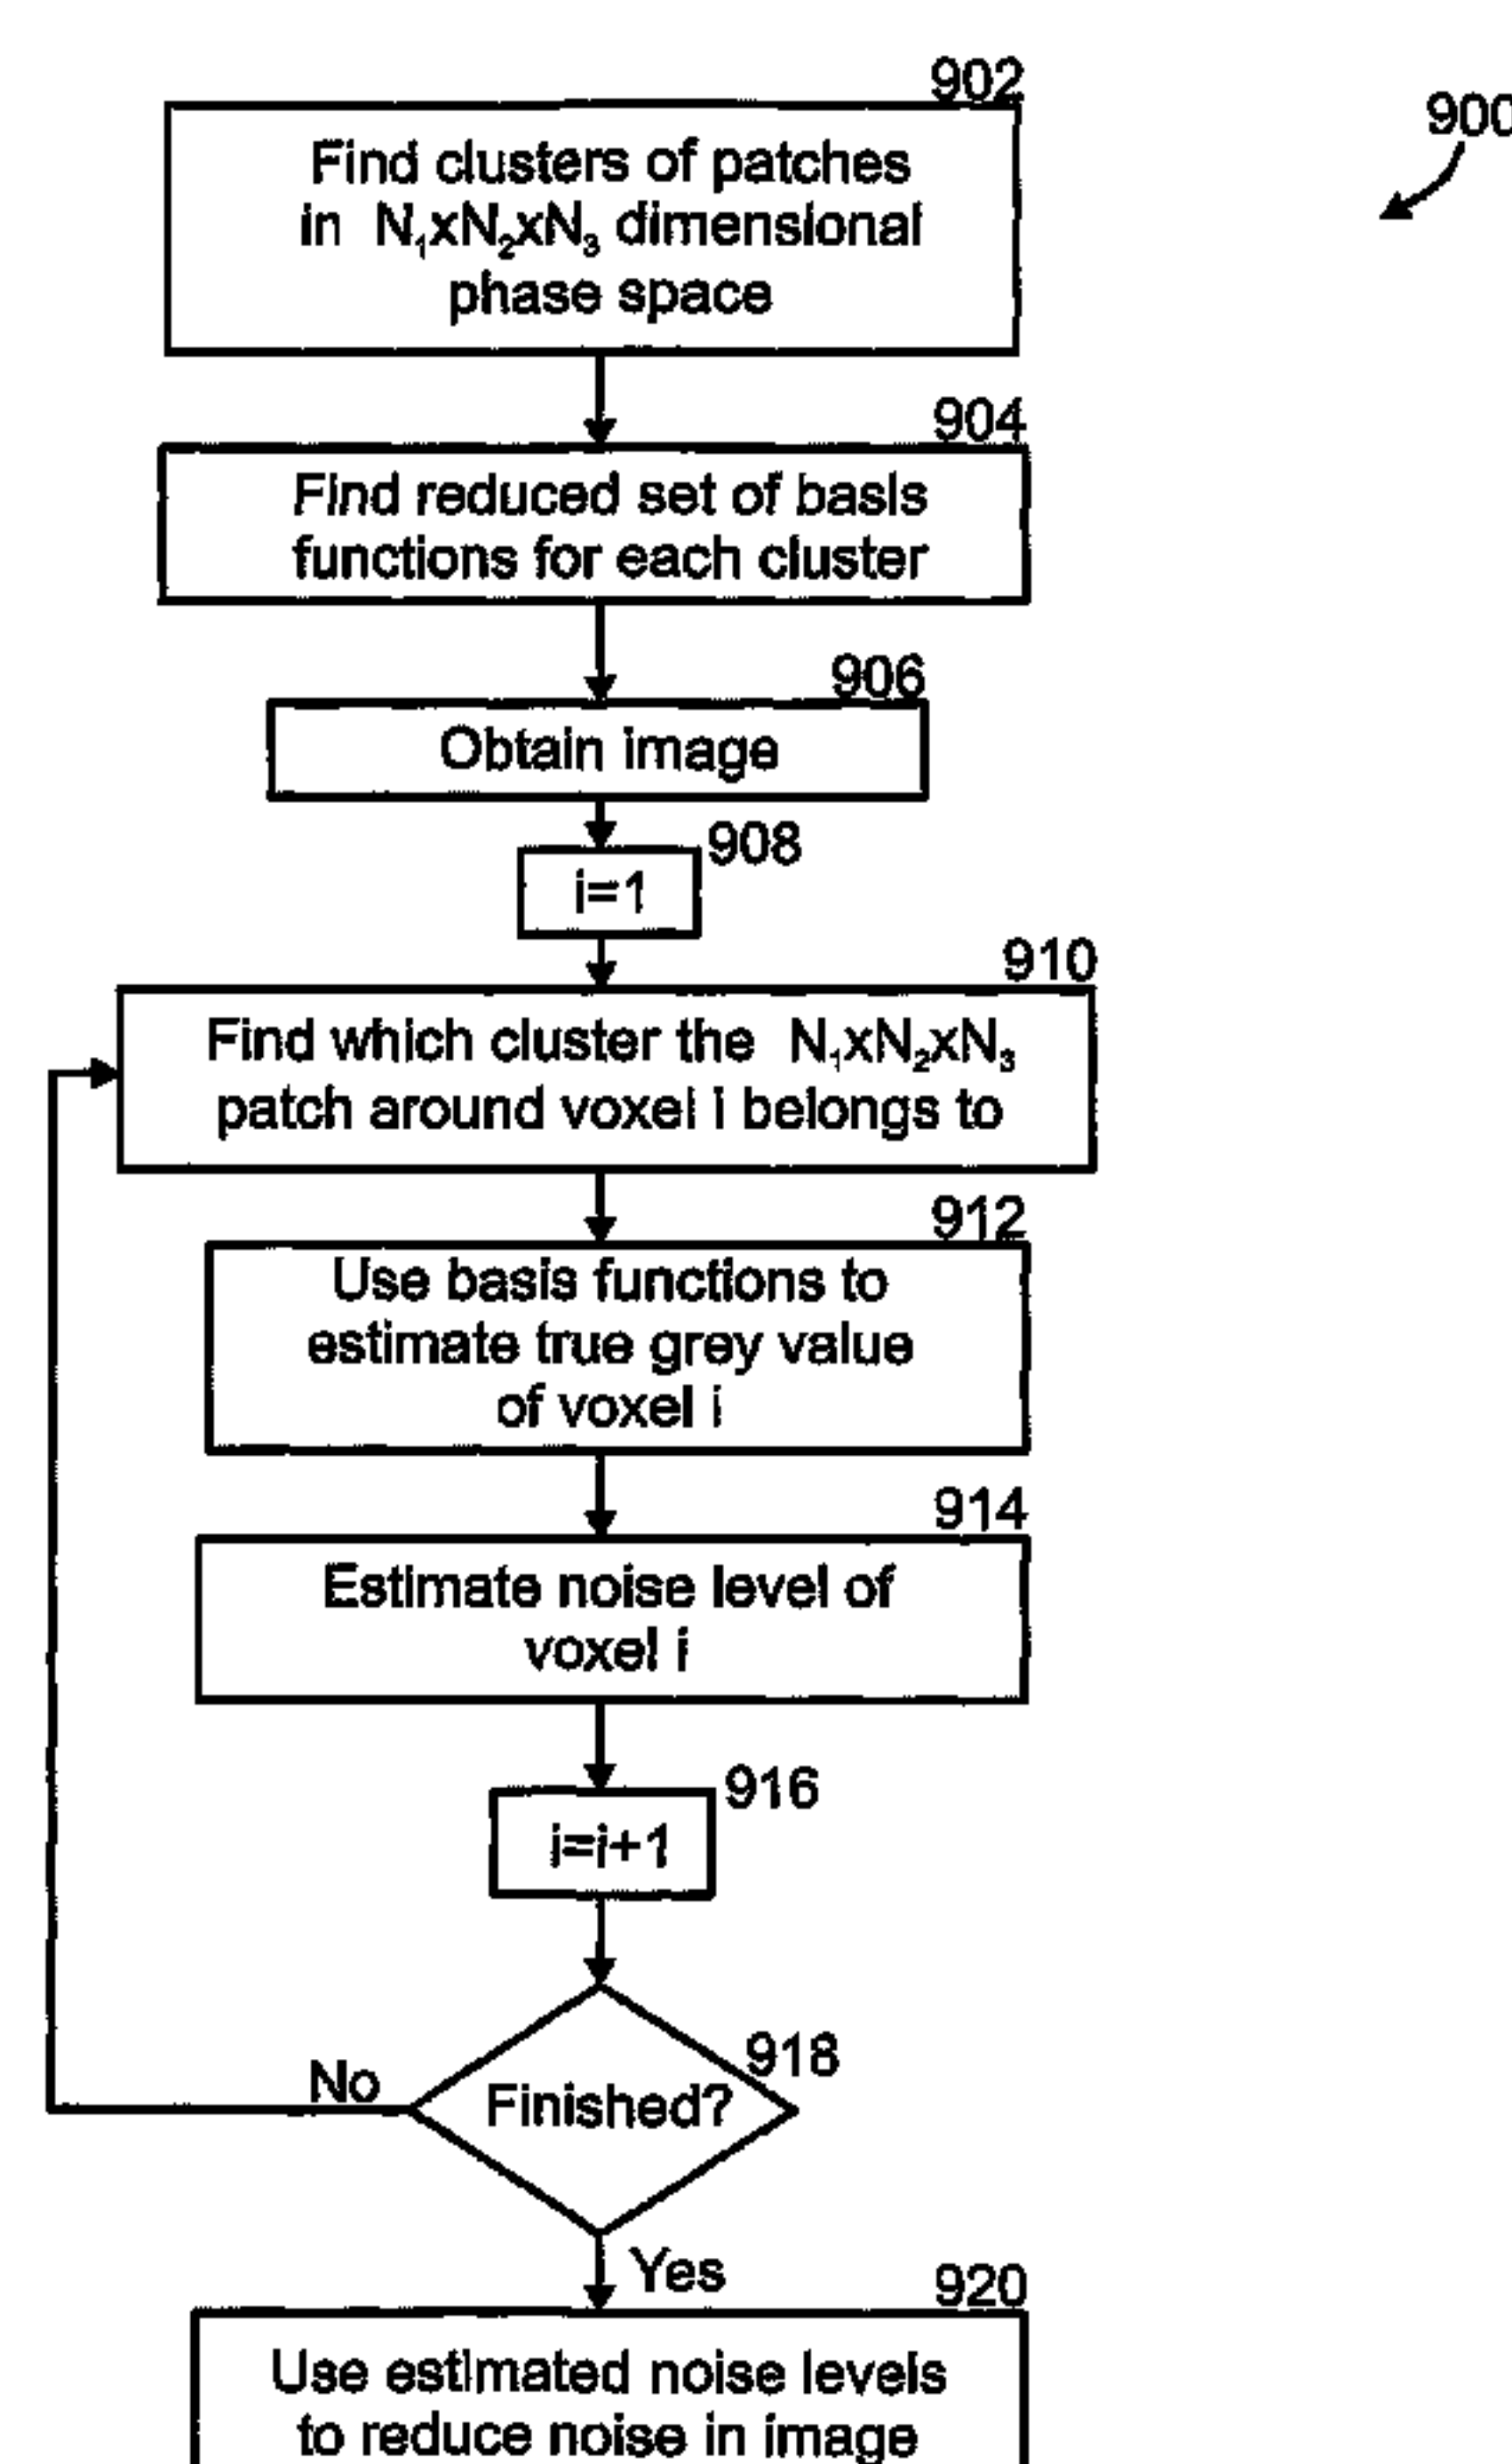 902
900
Find clusters of patches
in N₁xN₂xN₃ dimensional
phase space
904
Find reduced set of basis
functions for each cluster
906
Obtain image
908
i=1
910
Find which cluster the N₁xN₂xN₃
patch around voxel i belongs to
912
Use basis functions to
estimate true grey value
of voxel i
914
Estimate noise level of
voxel i
916
i=i+1
918
Finished?
No
Yes
920
Use estimated noise levels
to reduce noise in image